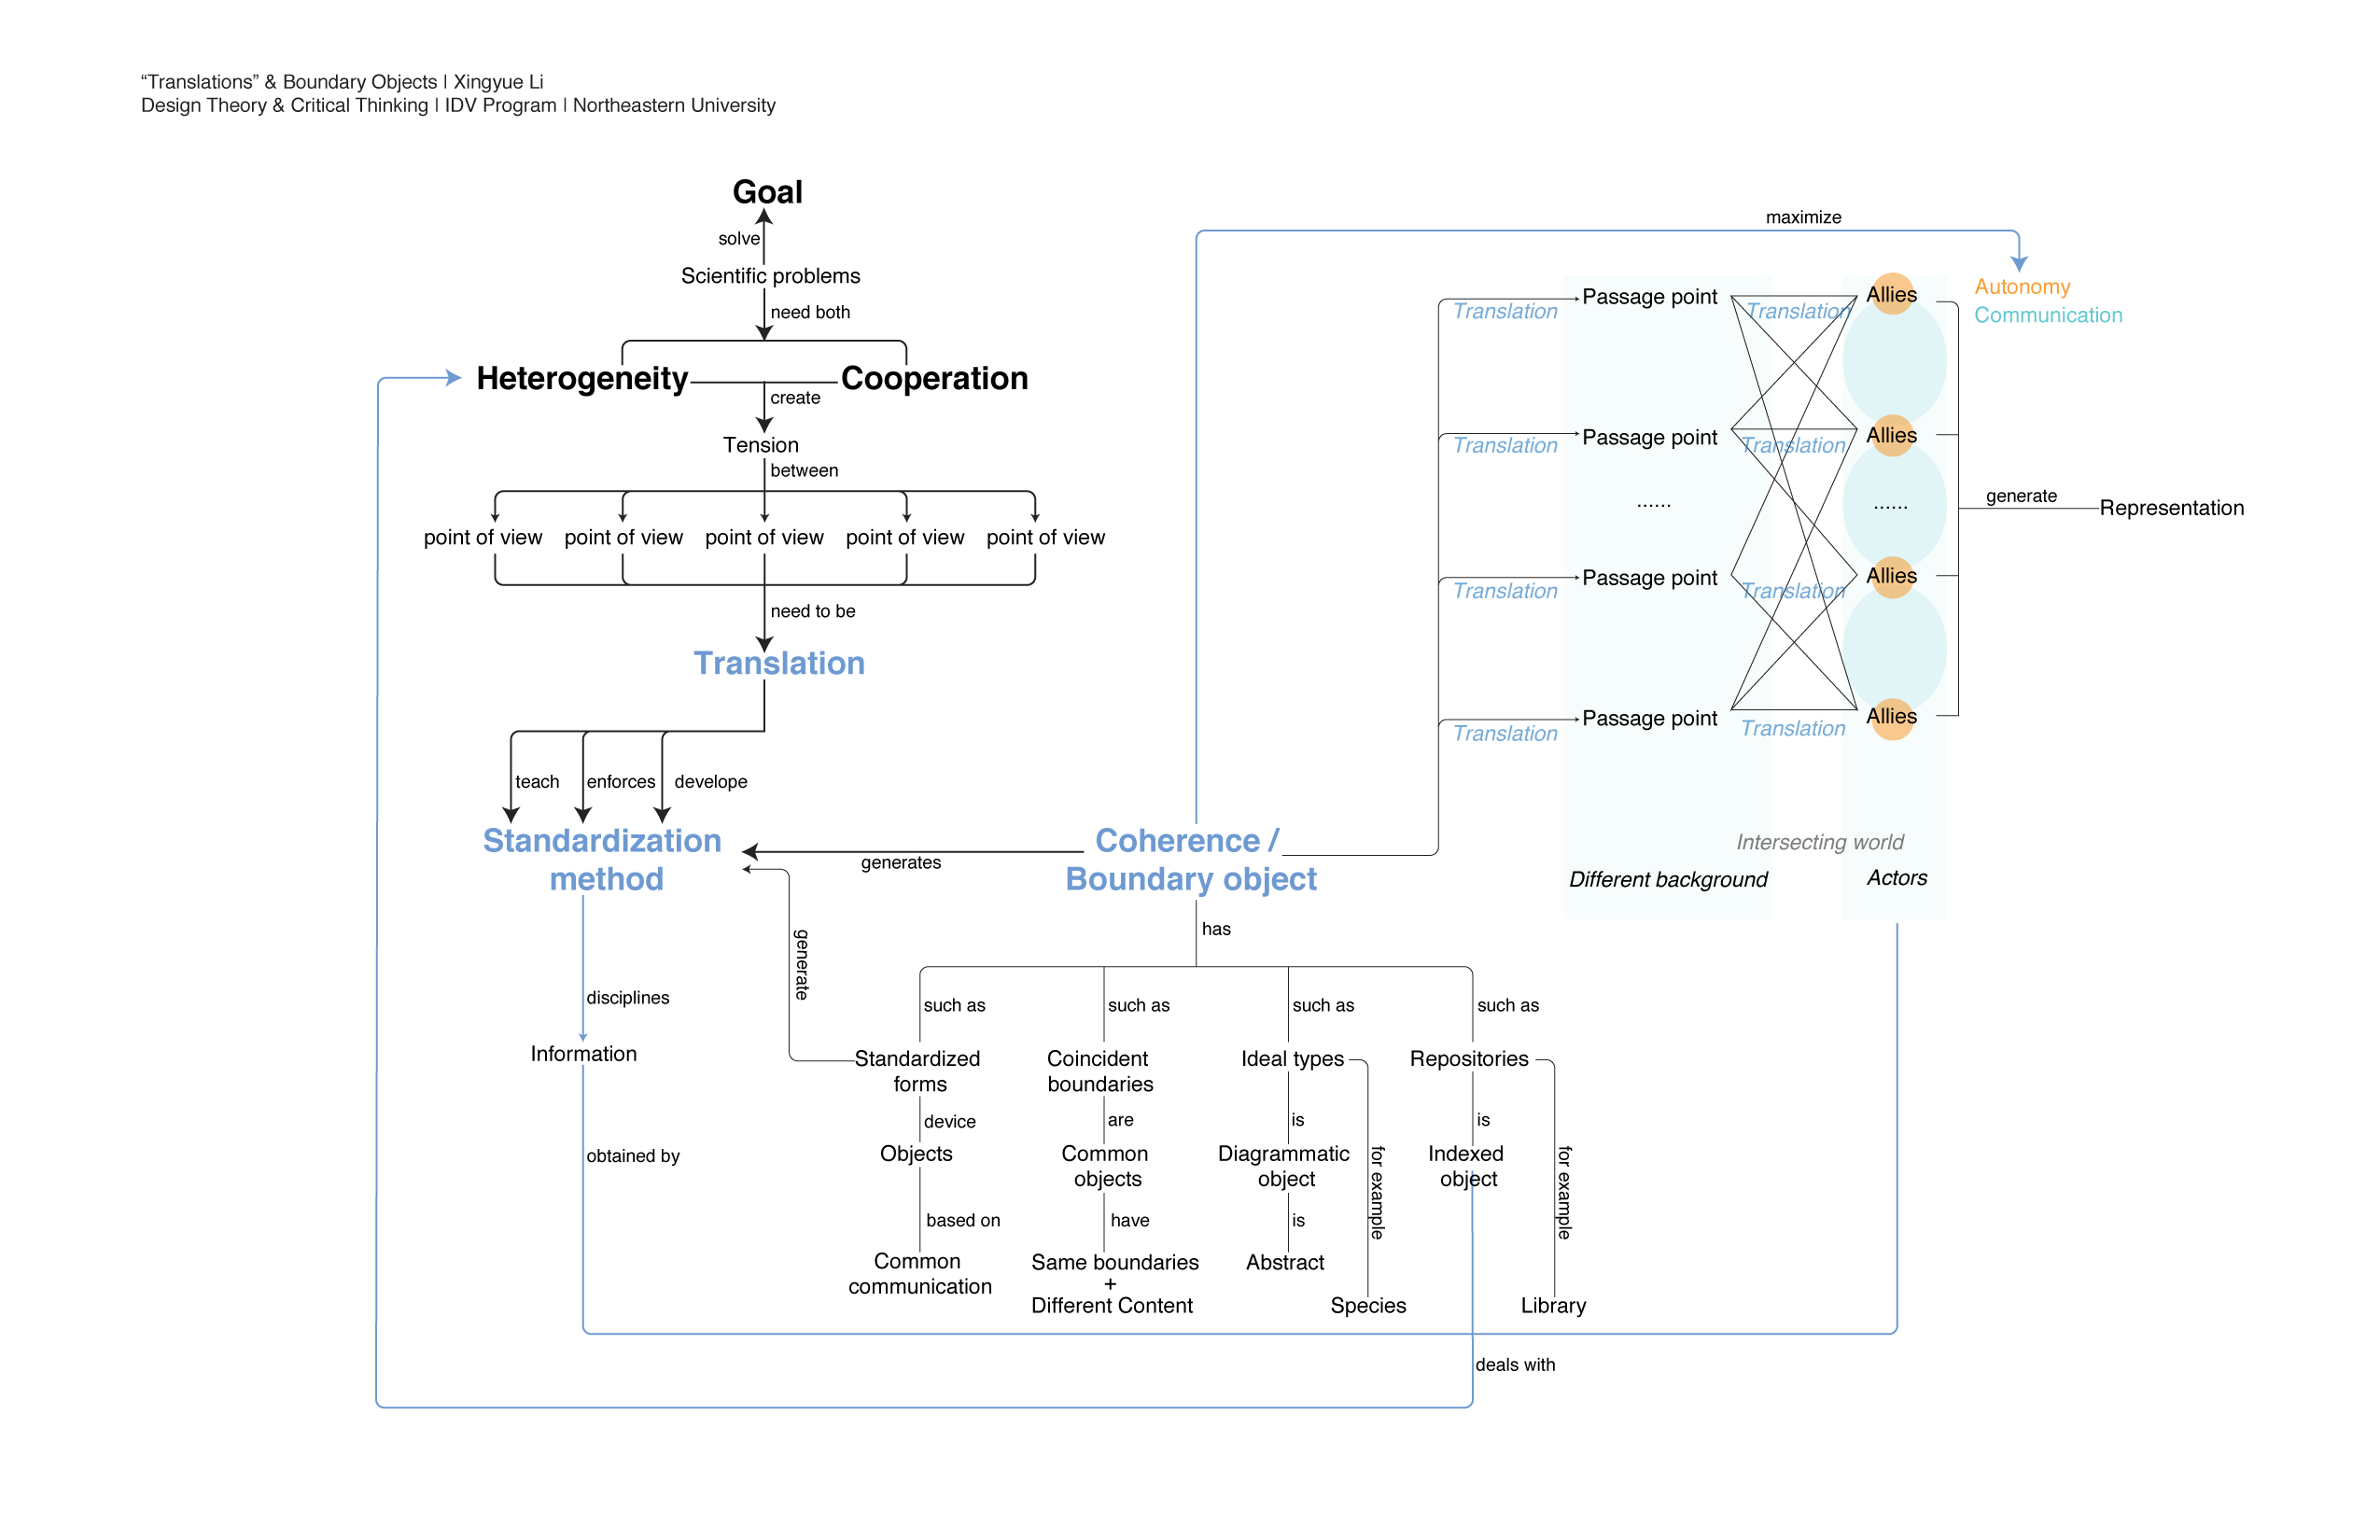 “Translations” & Boundary Objects | Xingyue Li
Design Theory & Critical Thinking | IDV Program | Northeastern University
Goal
solve
Scientific problems
need both
Heterogeneity
Cooperation
create
Tension
between
point of view
point of view
point of view
point of view
point of view
need to be
Translation
teach
enforces
develope
Standardization
method
disciplines
Information
obtained by
generates
generate
Coherence /
Boundary object
has
such as
such as
such as
such as
Standardized
forms
device
Objects
based on
Common
communication
Coincident
boundaries
are
Common
objects
have
Same boundaries
+
Different Content
Ideal types
is
Diagrammatic
object
is
Abstract
for example
Species
Repositories
is
Indexed
object
for example
Library
deals with
maximize
Autonomy
Communication
Translation
Passage point
Translation
Allies
Translation
Passage point
Translation
Allies
......
......
generate
Representation
Translation
Passage point
Translation
Allies
Translation
Passage point
Translation
Allies
Intersecting world
Different background
Actors